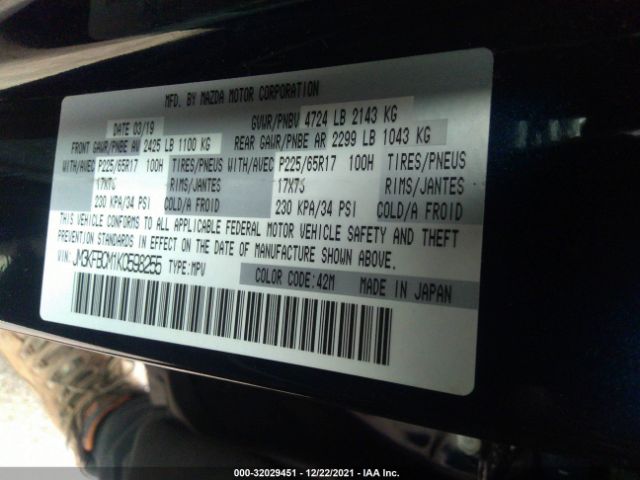 MFD. BY MAZDA MOTOR CORPORATION
DATE 03/19 GVWR/PNBV 4724 LB 2143 KG
FRONT GAWR/PNBE AV 2425 LB 1100 KG REAR GAWR/PNBE AR 2299 LB 1043 KG
WITH/AVEC P225/65R17 100H TIRES/PNEUS WITH/AVEC P225/65R17 100H TIRES/PNEUS
17X7J RIMS/JANTES 17X7J RIMS/JANTES
230 KPA/34 PSI COLD/A FROID 230 KPA/34 PSI COLD/A FROID
THIS VEHICLE CONFORMS TO ALL APPLICABLE FEDERAL MOTOR VEHICLE SAFETY AND THEFT
PREVENTION STANDARDS IN EFFECT ON THE DATE OF MANUFACTURE SHOWN ABOVE.
VIN: JM3KFBCM1K0598255 TYPE:MPV
COLOR CODE:42M MADE IN JAPAN
000-32029451 - 12/22/2021 - IAA Inc.